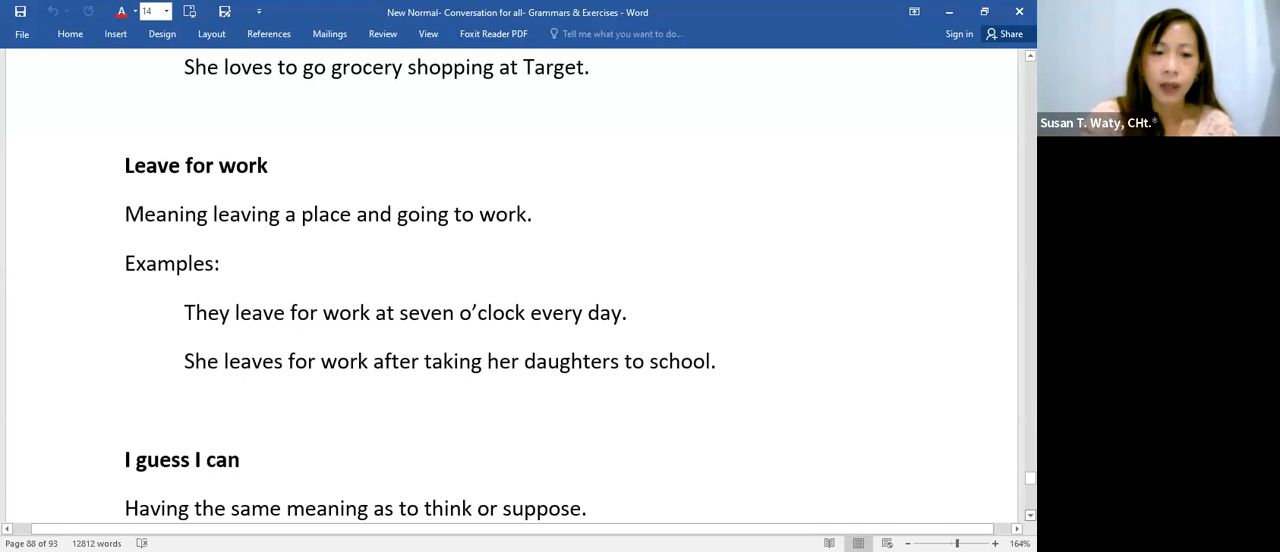 14
New Normal- Conversation for all- Grammars & Exercises - Word
File Home Insert Design Layout References Mailings Review View Foxit Reader PDF Tell me what you want to do... Sign in Share
She loves to go grocery shopping at Target.
Susan T. Waty, CHt.®
Leave for work
Meaning leaving a place and going to work.
Examples:
They leave for work at seven o’clock every day.
She leaves for work after taking her daughters to school.
I guess I can
Having the same meaning as to think or suppose.
Page 88 of 93 12812 words 164%